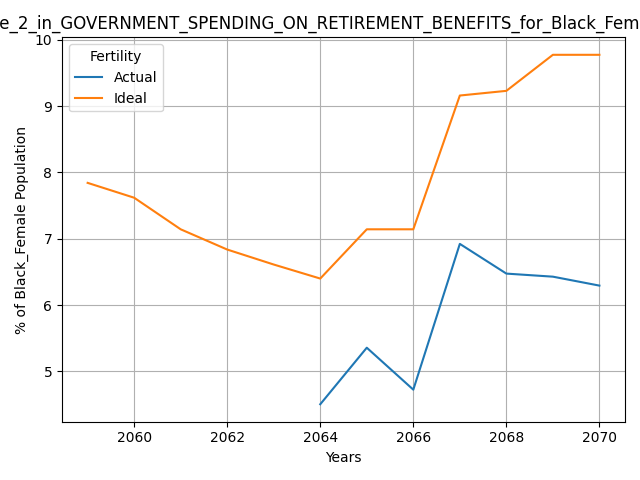 e_2_in_GOVERNMENT_SPENDING_ON_RETIREMENT_BENEFITS_for_Black_Fem
Fertility
Actual
Ideal
% of Black_Female Population
10
9
8
7
6
5
2060 2062 2064 2066 2068 2070
Years